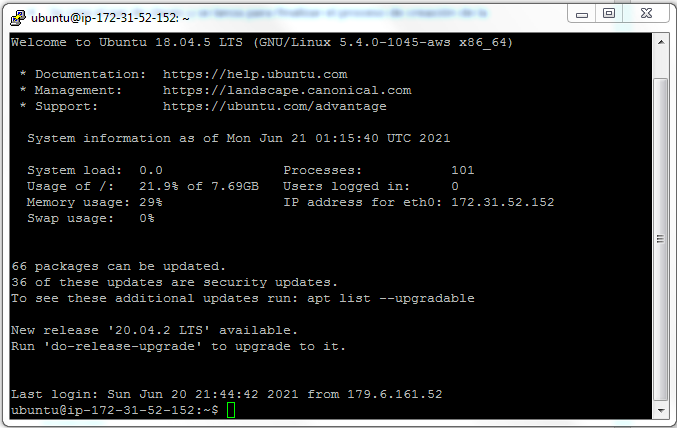 ubuntu@ip-172-31-52-152: ~
Welcome to Ubuntu 18.04.5 LTS (GNU/Linux 5.4.0-1045-aws x86_64)
* Documentation: https://help.ubuntu.com
* Management: https://landscape.canonical.com
* Support: https://ubuntu.com/advantage
System information as of Mon Jun 21 01:15:40 UTC 2021
System load: 0.0 Processes: 101
Usage of /: 21.9% of 7.69GB Users logged in: 0
Memory usage: 29% IP address for eth0: 172.31.52.152
Swap usage: 0%
66 packages can be updated.
36 of these updates are security updates.
To see these additional updates run: apt list --upgradable
New release '20.04.2 LTS' available.
Run 'do-release-upgrade' to upgrade to it.
Last login: Sun Jun 20 21:44:42 2021 from 179.6.161.52
ubuntu@ip-172-31-52-152:~$